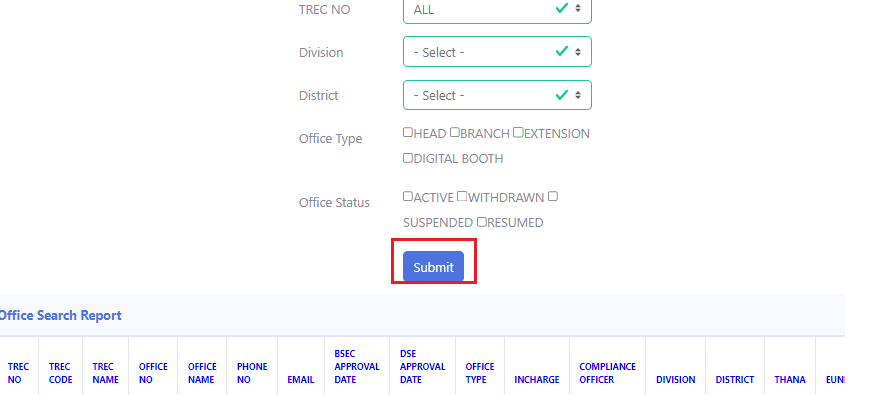 TREC NO ALL
Division - Select -
District - Select -
Office Type HEAD BRANCH EXTENSION
DIGITAL BOOTH
Office Status ACTIVE WITHDRAWN
SUSPENDED RESUMED
Submit
Office Search Report
TREC NO
TREC CODE
TREC NAME
OFFICE NO
OFFICE NAME
PHONE NO
EMAIL
BSEC APPROVAL DATE
DSE APPROVAL DATE
OFFICE TYPE
INCHARGE
COMPLIANCE OFFICER
DIVISION
DISTRICT
THANA